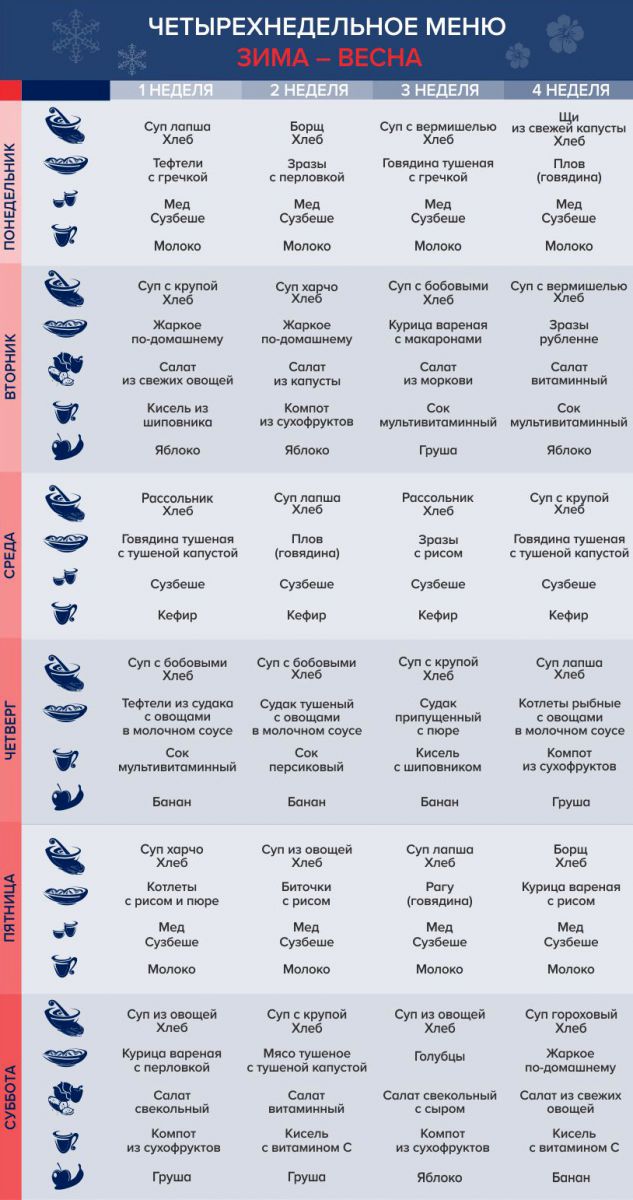 ЧЕТЫРЕХНЕДЕЛЬНОЕ МЕНЮ
ЗИМА – ВЕСНА
1 НЕДЕЛЯ 2 НЕДЕЛЯ 3 НЕДЕЛЯ 4 НЕДЕЛЯ
ПОНЕДЕЛЬНИК
Суп лапша Борщ Суп с вермишелью Щи из свежей капусты
Хлеб Хлеб Хлеб Хлеб
Тефтели Зразы Говядина тушеная Плов
с гречкой с перловкой с гречкой (говядина)
Мед Мед Мед Мед
Сузбеше Сузбеше Сузбеше Сузбеше
Молоко Молоко Молоко Молоко
ВТОРНИК
Суп с крупой Суп харчо Суп с бобовыми Суп с вермишелью
Хлеб Хлеб Хлеб Хлеб
Жаркое Жаркое Курица вареная Зразы
по-домашнему по-домашнему с макаронами рубленне
Салат Салат Салат Салат
из свежих овощей из капусты из моркови витаминный
Кисель из Компот Сок Сок
шиповника из сухофруктов мультивитаминный мультивитаминный
Яблоко Яблоко Груша Яблоко
СРЕДА
Рассольник Суп лапша Рассольник Суп с крупой
Хлеб Хлеб Хлеб Хлеб
Говядина тушеная Плов Зразы Говядина тушеная
с тушеной капустой (говядина) с рисом с тушеной капустой
Сузбеше Сузбеше Сузбеше Сузбеше
Кефир Кефир Кефир Кефир
ЧЕТВЕРГ
Суп с бобовыми Суп с бобовыми Суп с крупой Суп лапша
Хлеб Хлеб Хлеб Хлеб
Тефтели из судака Судак тушеный Судак Котлеты рыбные
с овощами с овощами припущенный с овощами
в молочном соусе в молочном соусе с пюре в молочном соусе
Сок Сок Кисель Компот
мультивитаминный персиковый с шиповником из сухофруктов
Банан Банан Банан Груша
ПЯТНИЦА
Суп харчо Суп из овощей Суп лапша Борщ
Хлеб Хлеб Хлеб Хлеб
Котлеты Биточки Рагу Курица вареная
с рисом и пюре с рисом (говядина) с рисом
Мед Мед Мед Мед
Сузбеше Сузбеше Сузбеше Сузбеше
Молоко Молоко Молоко Молоко
СУББОТА
Суп из овощей Суп с крупой Суп из овощей Суп гороховый
Хлеб Хлеб Хлеб Хлеб
Курица вареная Мясо тушеное Голубцы Жаркое
с перловкой с тушеной капустой по-домашнему
Салат Салат Салат свекольный Салат из свежих
свекольный витаминный с сыром овощей
Компот Кисель Компот Кисель
из сухофруктов с витамином С из сухофруктов с витамином С
Груша Груша Яблоко Банан